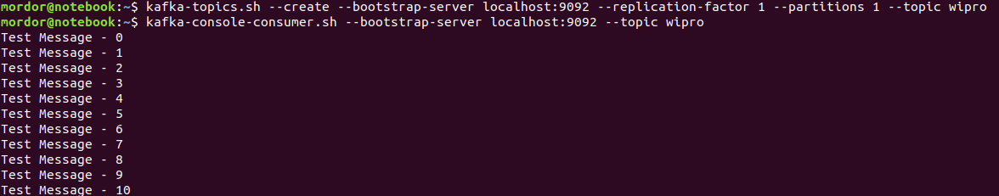 mordor@notebook:~$ kafka-topics.sh --create --bootstrap-server localhost:9092 --replication-factor 1 --partitions 1 --topic wipro
mordor@notebook:~$ kafka-console-consumer.sh --bootstrap-server localhost:9092 --topic wipro
Test Message - 0
Test Message - 1
Test Message - 2
Test Message - 3
Test Message - 4
Test Message - 5
Test Message - 6
Test Message - 7
Test Message - 8
Test Message - 9
Test Message - 10